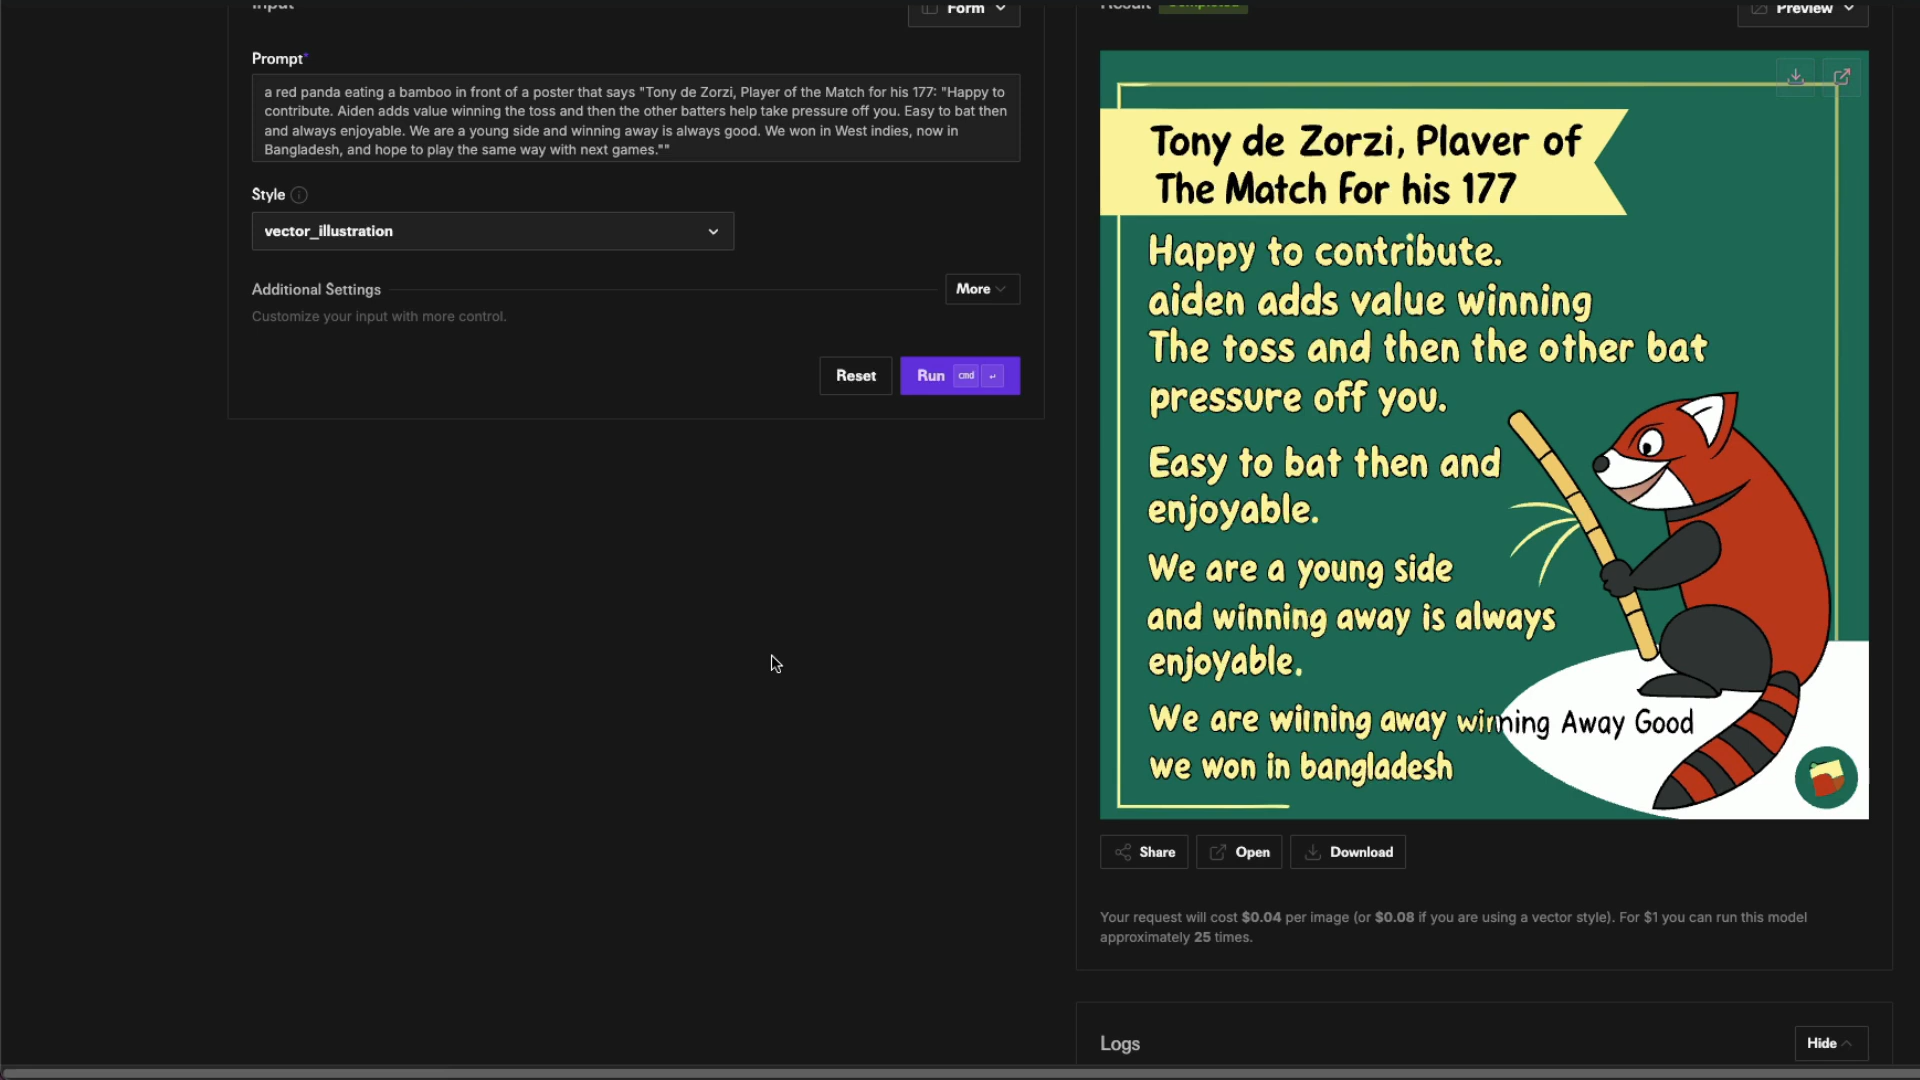 Input
Form
Prompt*
a red panda eating a bamboo in front of a poster that says "Tony de Zorzi, Player of the Match for his 177: "Happy to
contribute. Aiden adds value winning the toss and then the other batters help take pressure off you. Easy to bat then
and always enjoyable. We are a young side and winning away is always good. We won in West indies, now in
Bangladesh, and hope to play the same way with next games.""
Style
vector_illustration
Additional Settings
More
Customize your input with more control.
Reset
Run cmd ↵
Result Completed
Preview
Tony de Zorzi, Plaver of
The Match For his 177
Happy to contribute.
aiden adds value winning
The toss and then the other bat
pressure off you.
Easy to bat then and
enjoyable.
We are a young side
and winning away is always
enjoyable.
We are wiırning away winning Away Good
we won in bangladesh
Share
Open
Download
Your request will cost $0.04 per image (or $0.08 if you are using a vector style). For $1 you can run this model
approximately 25 times.
Logs
Hide